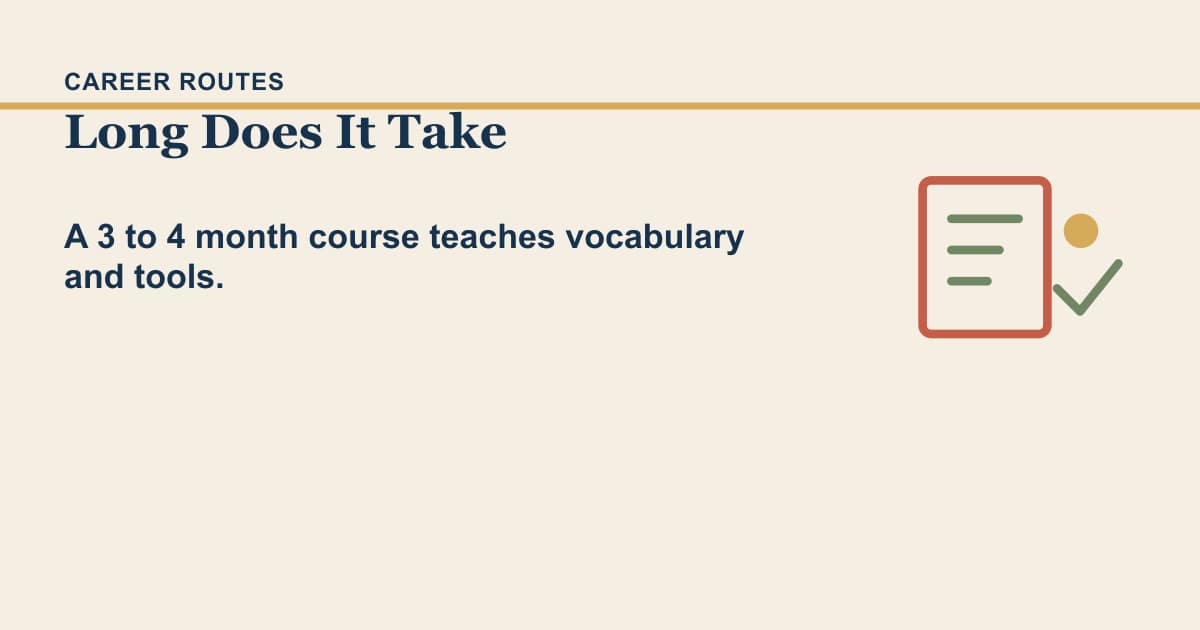 CAREER ROUTES
Long Does It Take
A 3 to 4 month course teaches vocabulary
and tools.